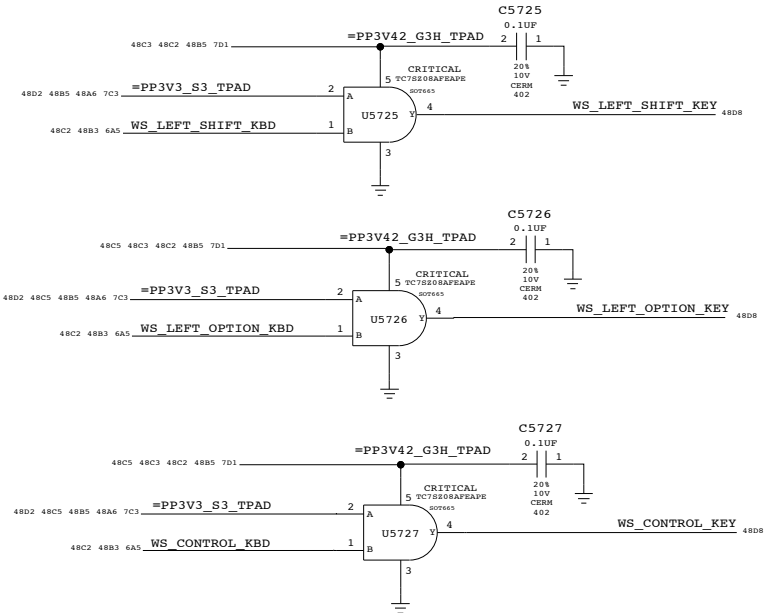 C5725
0.1UF
=PP3V42_G3H_TPAD
48C3 48C2 48B5 7D1
2 1
20%
10V
CERM
402
CRITICAL
5 TC7SZ08AFEAPE
SOT665
=PP3V3_S3_TPAD
48D2 48B5 48A6 7C3
2
A
U5725
Y
4
WS_LEFT_SHIFT_KEY
48D8
48C2 48B3 6A5
WS_LEFT_SHIFT_KBD
1
B
3
C5726
0.1UF
=PP3V42_G3H_TPAD
48C5 48C3 48C2 48B5 7D1
2 1
20%
10V
CERM
402
CRITICAL
5 TC7SZ08AFEAPE
SOT665
=PP3V3_S3_TPAD
48D2 48C5 48B5 48A6 7C3
2
A
U5726
Y
4
WS_LEFT_OPTION_KEY
48D8
48C2 48B3 6A5
WS_LEFT_OPTION_KBD
1
B
3
C5727
0.1UF
=PP3V42_G3H_TPAD
48C5 48C3 48C2 48B5 7D1
2 1
20%
10V
CERM
402
CRITICAL
5 TC7SZ08AFEAPE
SOT665
=PP3V3_S3_TPAD
48D2 48C5 48B5 48A6 7C3
2
A
U5727
Y
4
WS_CONTROL_KEY
48D8
48C2 48B3 6A5
WS_CONTROL_KBD
1
B
3